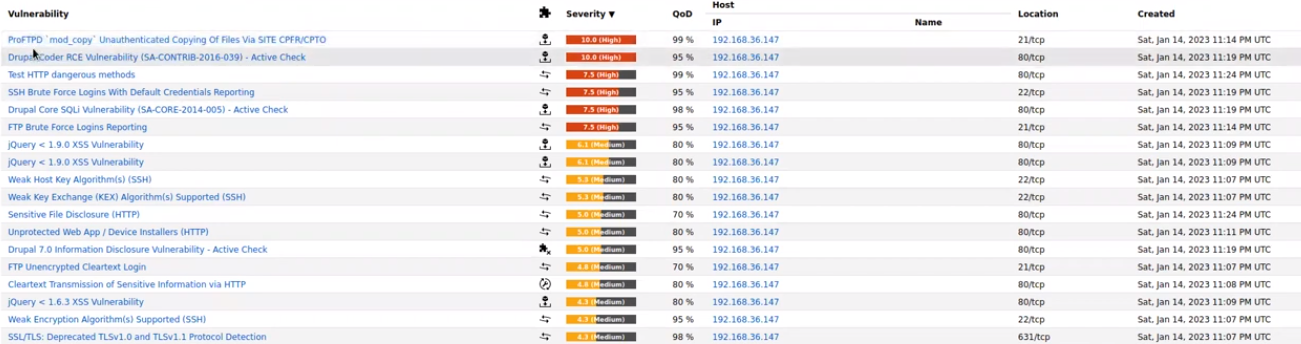 Vulnerability Severity ▼ QoD Host Location Created
IP Name
ProFTPD `mod_copy` Unauthenticated Copying Of Files Via SITE CPFR/CPTO 10.0 (High) 99 % 192.168.36.147 21/tcp Sat, Jan 14, 2023 11:14 PM UTC
Drupal Coder RCE Vulnerability (SA-CONTRIB-2016-039) - Active Check 10.0 (High) 95 % 192.168.36.147 80/tcp Sat, Jan 14, 2023 11:19 PM UTC
Test HTTP dangerous methods 7.5 (High) 99 % 192.168.36.147 80/tcp Sat, Jan 14, 2023 11:24 PM UTC
SSH Brute Force Logins With Default Credentials Reporting 7.5 (High) 95 % 192.168.36.147 22/tcp Sat, Jan 14, 2023 11:19 PM UTC
Drupal Core SQLi Vulnerability (SA-CORE-2014-005) - Active Check 7.5 (High) 98 % 192.168.36.147 80/tcp Sat, Jan 14, 2023 11:19 PM UTC
FTP Brute Force Logins Reporting 7.5 (High) 95 % 192.168.36.147 21/tcp Sat, Jan 14, 2023 11:14 PM UTC
jQuery < 1.9.0 XSS Vulnerability 6.1 (Medium) 80 % 192.168.36.147 80/tcp Sat, Jan 14, 2023 11:09 PM UTC
jQuery < 1.9.0 XSS Vulnerability 6.1 (Medium) 80 % 192.168.36.147 80/tcp Sat, Jan 14, 2023 11:09 PM UTC
Weak Host Key Algorithm(s) (SSH) 5.3 (Medium) 80 % 192.168.36.147 22/tcp Sat, Jan 14, 2023 11:07 PM UTC
Weak Key Exchange (KEX) Algorithm(s) Supported (SSH) 5.3 (Medium) 80 % 192.168.36.147 22/tcp Sat, Jan 14, 2023 11:07 PM UTC
Sensitive File Disclosure (HTTP) 5.0 (Medium) 70 % 192.168.36.147 80/tcp Sat, Jan 14, 2023 11:24 PM UTC
Unprotected Web App / Device Installers (HTTP) 5.0 (Medium) 80 % 192.168.36.147 80/tcp Sat, Jan 14, 2023 11:11 PM UTC
Drupal 7.0 Information Disclosure Vulnerability - Active Check 5.0 (Medium) 95 % 192.168.36.147 80/tcp Sat, Jan 14, 2023 11:19 PM UTC
FTP Unencrypted Cleartext Login 4.8 (Medium) 70 % 192.168.36.147 21/tcp Sat, Jan 14, 2023 11:07 PM UTC
Cleartext Transmission of Sensitive Information via HTTP 4.8 (Medium) 80 % 192.168.36.147 80/tcp Sat, Jan 14, 2023 11:08 PM UTC
jQuery < 1.6.3 XSS Vulnerability 4.3 (Medium) 80 % 192.168.36.147 80/tcp Sat, Jan 14, 2023 11:09 PM UTC
Weak Encryption Algorithm(s) Supported (SSH) 4.3 (Medium) 95 % 192.168.36.147 22/tcp Sat, Jan 14, 2023 11:07 PM UTC
SSL/TLS: Deprecated TLSv1.0 and TLSv1.1 Protocol Detection 4.3 (Medium) 98 % 192.168.36.147 631/tcp Sat, Jan 14, 2023 11:07 PM UTC